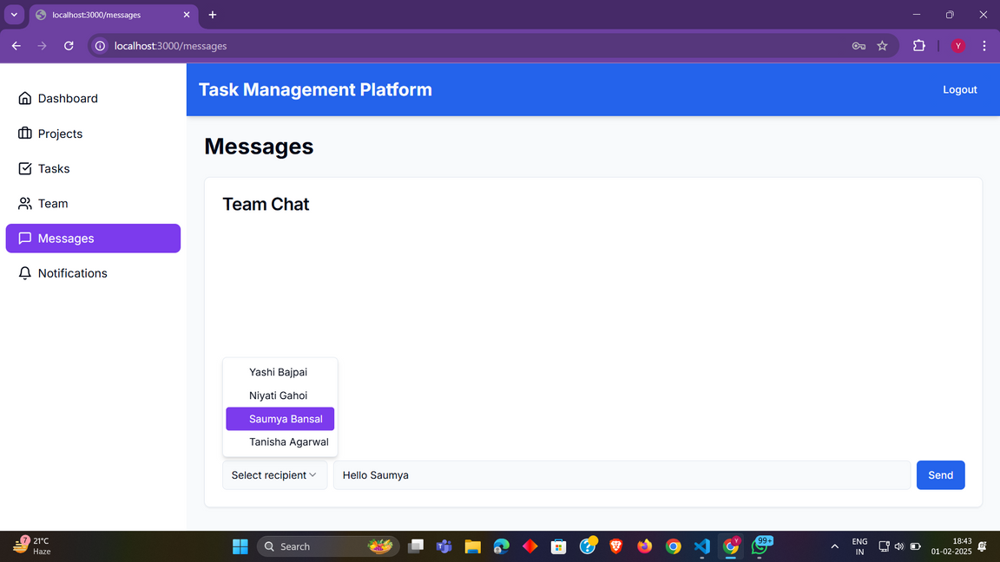 localhost:3000/messages
localhost:3000/messages
Y
Dashboard
Projects
Tasks
Team
Messages
Notifications
Task Management Platform
Logout
Messages
Team Chat
Yashi Bajpai
Niyati Gahoi
Saumya Bansal
Tanisha Agarwal
Select recipient
Hello Saumya
Send
7
21°C
Haze
Search
99+
ENG
IN
18:43
01-02-2025